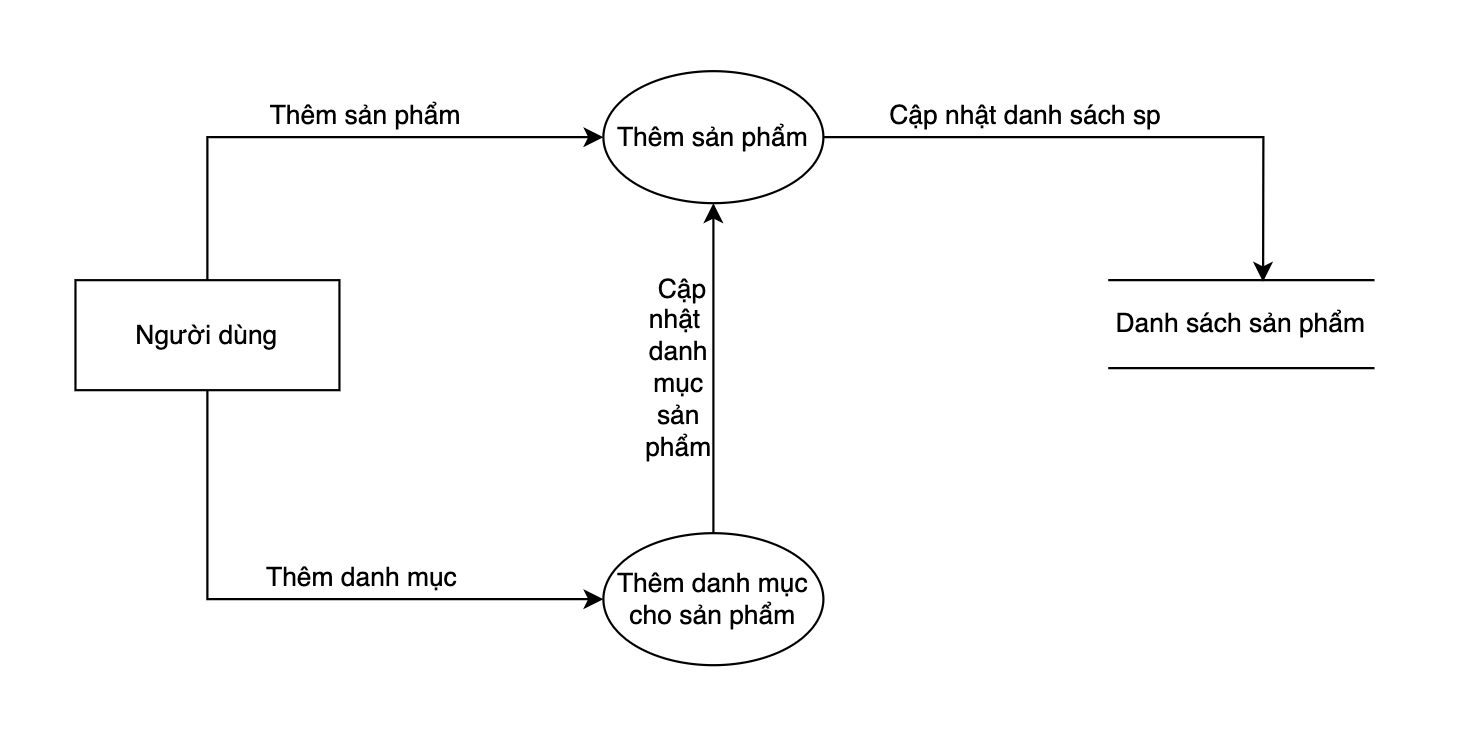 Thêm sản phẩm
Thêm sản phẩm
Cập nhật danh sách sp
Người dùng
Cập
nhật
danh
mục
sản
phẩm
Danh sách sản phẩm
Thêm danh mục
Thêm danh mục
cho sản phẩm